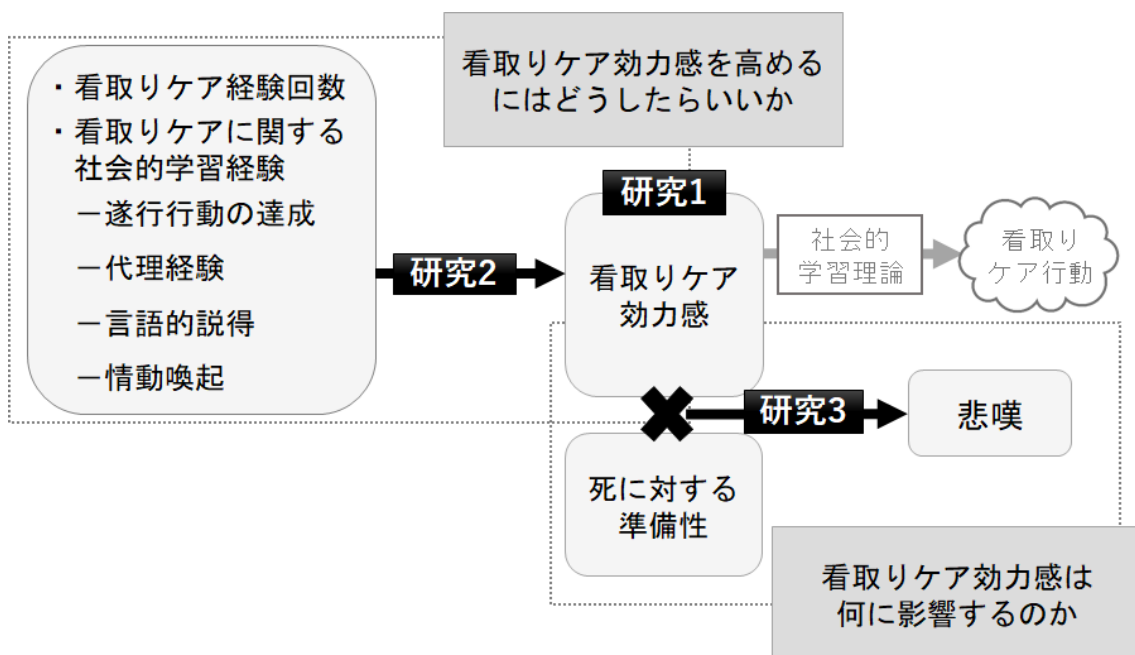 看取りケア効力感を高める
にはどうしたらいいか
・看取りケア経験回数
・看取りケアに関する
社会的学習経験
－遂行行動の達成
－代理経験
－言語的説得
－情動喚起
研究2
研究1
看取りケア
効力感
社会的
学習理論
看取り
ケア行動
研究3
悲嘆
死に対する
準備性
看取りケア効力感は
何に影響するのか